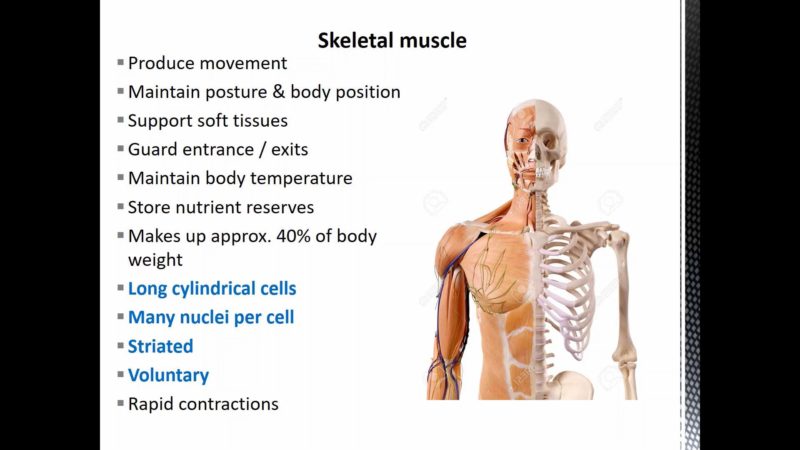 Skeletal muscle
▪ Produce movement
▪ Maintain posture & body position
▪ Support soft tissues
▪ Guard entrance / exits
▪ Maintain body temperature
▪ Store nutrient reserves
▪ Makes up approx. 40% of body
weight
▪ Long cylindrical cells
▪ Many nuclei per cell
▪ Striated
▪ Voluntary
▪ Rapid contractions